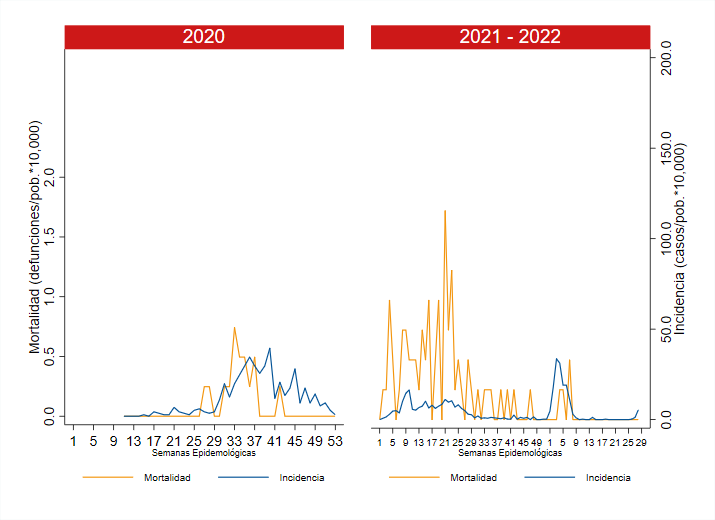 2020
2021 - 2022
Mortalidad (defunciones/pob.*10,000)
0.0 0.5 1.0 1.5 2.0
1 5 9 13 17 21 25 29 33 37 41 45 49 53
Semanas Epidemológicas
Mortalidad Incidencia
Incidencia (casos/pob.*10,000)
0.0 50.0 100.0 150.0 200.0
1 5 9 13 17 21 25 29 33 37 41 45 49 1 5 9 13 17 21 25 29
Semanas Epidemológicas
Mortalidad Incidencia